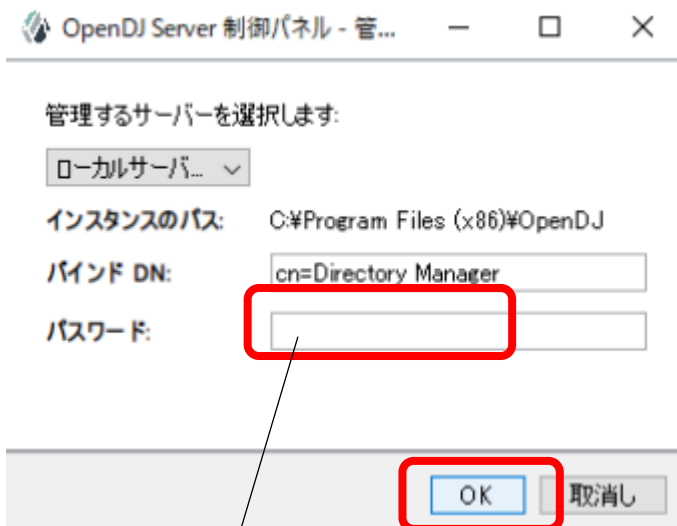 OpenDJ Server 制御パネル - 管...
管理するサーバーを選択します:
ローカルサーバ...
インスタンスのパス: C:¥Program Files (x86)¥OpenDJ
バインド DN: cn=Directory Manager
パスワード:
OK 取消し